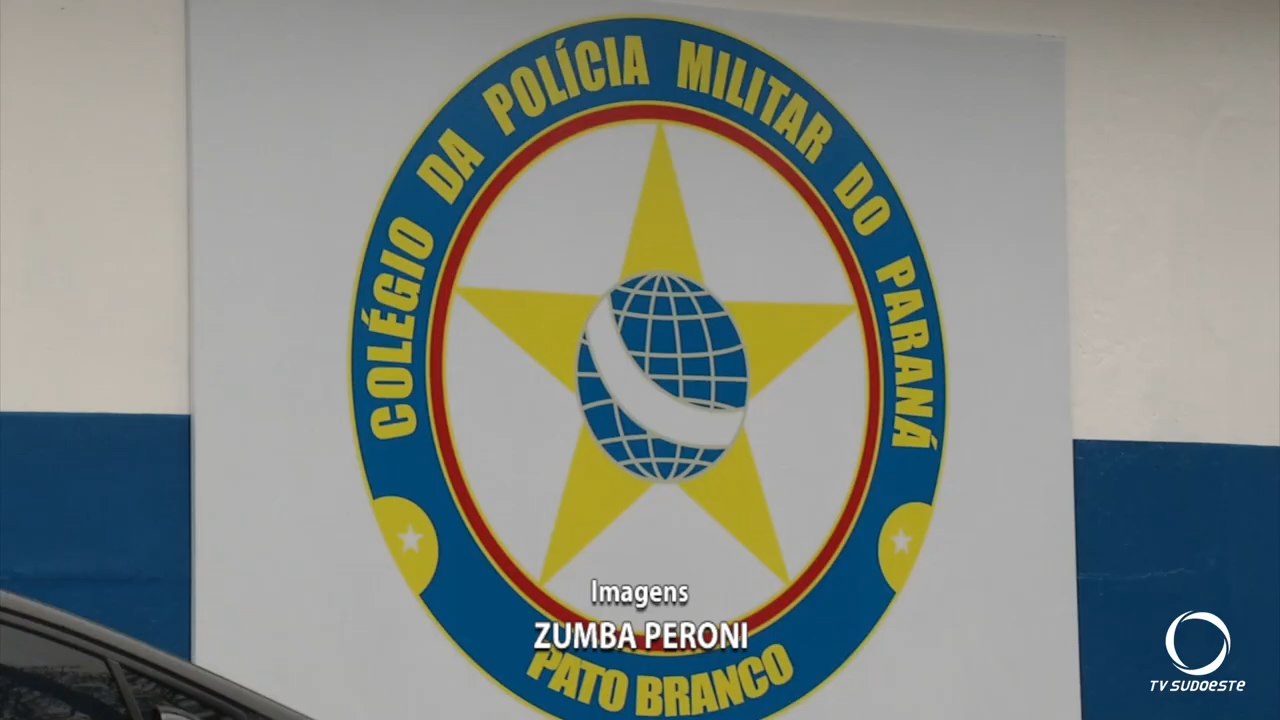 COLÉGIO DA POLÍCIA MILITAR DO PARANÁ
Imagens
ZUMBA PERONI
PATO BRANCO
TV SUDOESTE